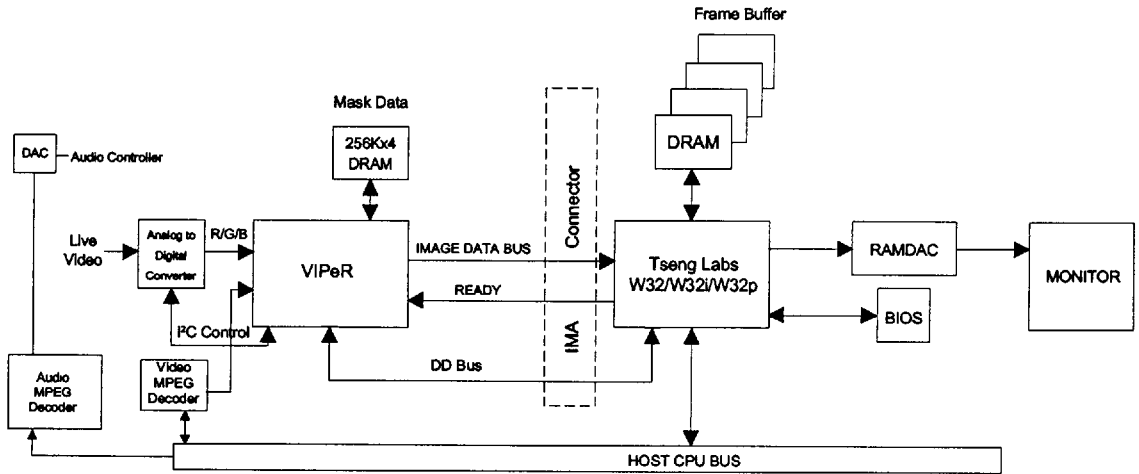 Frame Buffer
Mask Data
256Kx4
DRAM
DRAM
DAC
Audio Controller
Connector
Live
Video
Analog to
Digital
Converter
R/G/B
VIPeR
IMAGE DATA BUS
READY
Tseng Labs
W32/W32i/W32p
RAMDAC
MONITOR
BIOS
I²C Control
DD Bus
IMA
Audio
MPEG
Decoder
Video
MPEG
Decoder
HOST CPU BUS